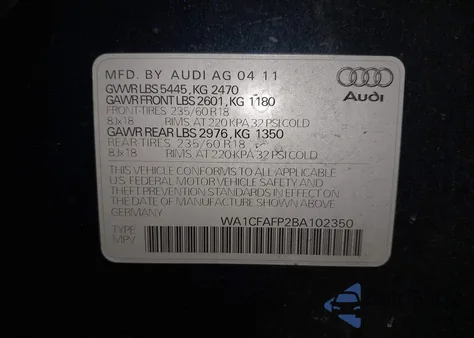 MFD. BY AUDI AG 04 11
GVWR LBS 5445, KG 2470
GAWR FRONT LBS 2601, KG 1180
FRONT-TIRES 235/60 R18
8Jx18 RIMS AT 220 KPA 32 PSI COLD
GAWR REAR LBS 2976, KG 1350
REAR-TIRES 235/60 R18
8Jx18 RIMS AT 220 KPA 32 PSI COLD
Audi
THIS VEHICLE CONFORMS TO ALL APPLICABLE
U.S. FEDERAL MOTOR VEHICLE SAFETY AND
THEFT PREVENTION STANDARDS IN EFFECT ON
THE DATE OF MANUFACTURE SHOWN ABOVE.
GERMANY WA1CFAFP2BA102350
TYPE
MPV